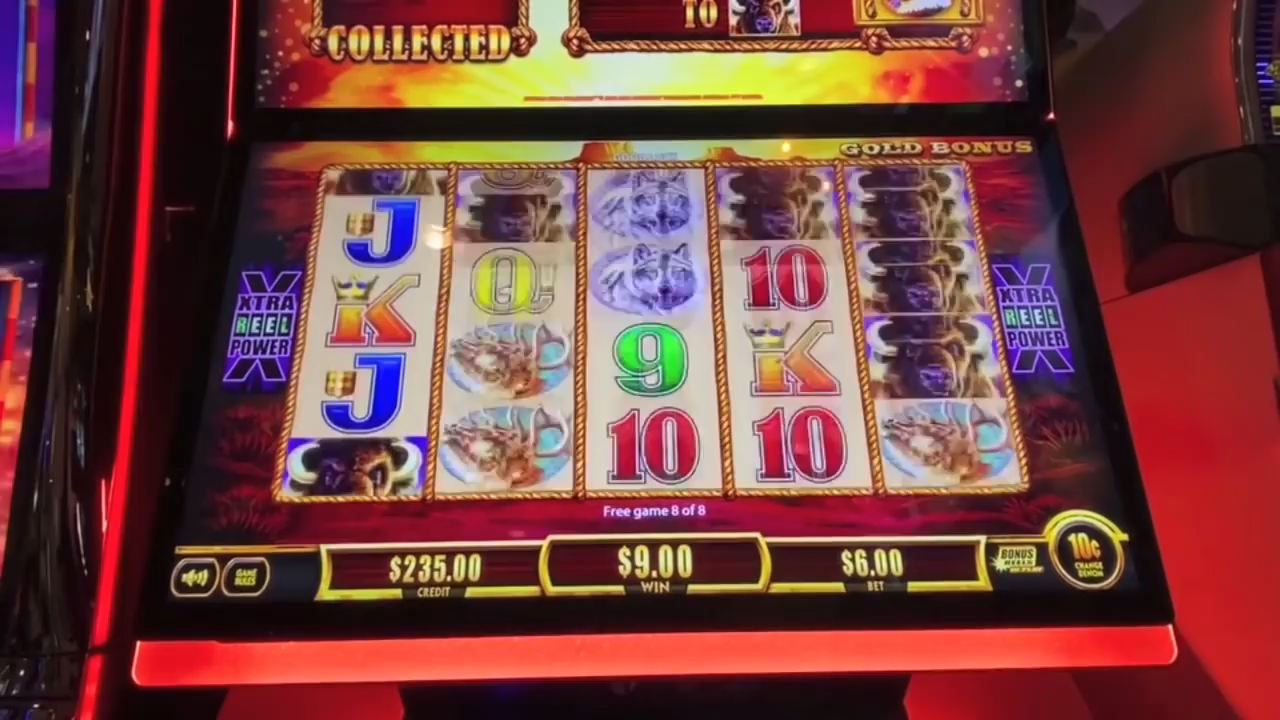 COLLECTED
TO
GOLD BONUS
J
Q
10
K
9
K
J
10
10
XTRA
REEL
POWER
XTRA
REEL
POWER
Free game 8 of 8
GAME
RULES
$235.00
CREDIT
$9.00
WIN
$6.00
BET
BONUS
REELS
10¢
CHANGE
DENOM